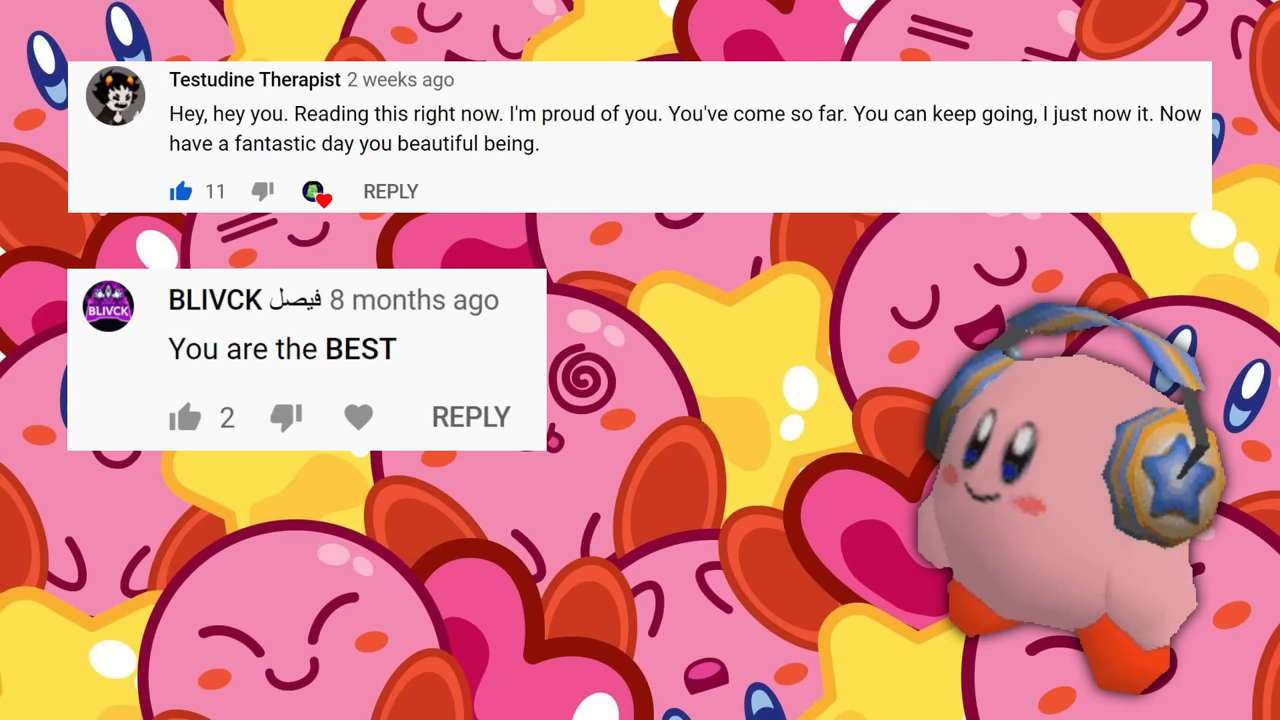 Testudine Therapist 2 weeks ago
Hey, hey you. Reading this right now. I'm proud of you. You've come so far. You can keep going, I just now it. Now
have a fantastic day you beautiful being.
11 REPLY
BLIVCK فيصل 8 months ago
BLIVCK
You are the BEST
2 REPLY